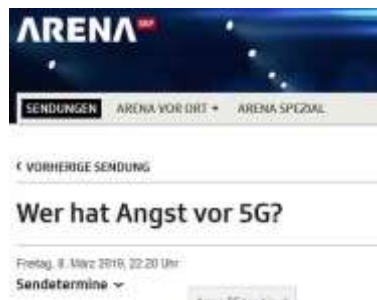 ARENA SRF
SENDUNGEN ARENA VOR ORT ARENA SPEZIAL
‹ VORHERIGE SENDUNG
Wer hat Angst vor 5G?
Freitag, 8. März 2019, 22:20 Uhr
Sendetermine